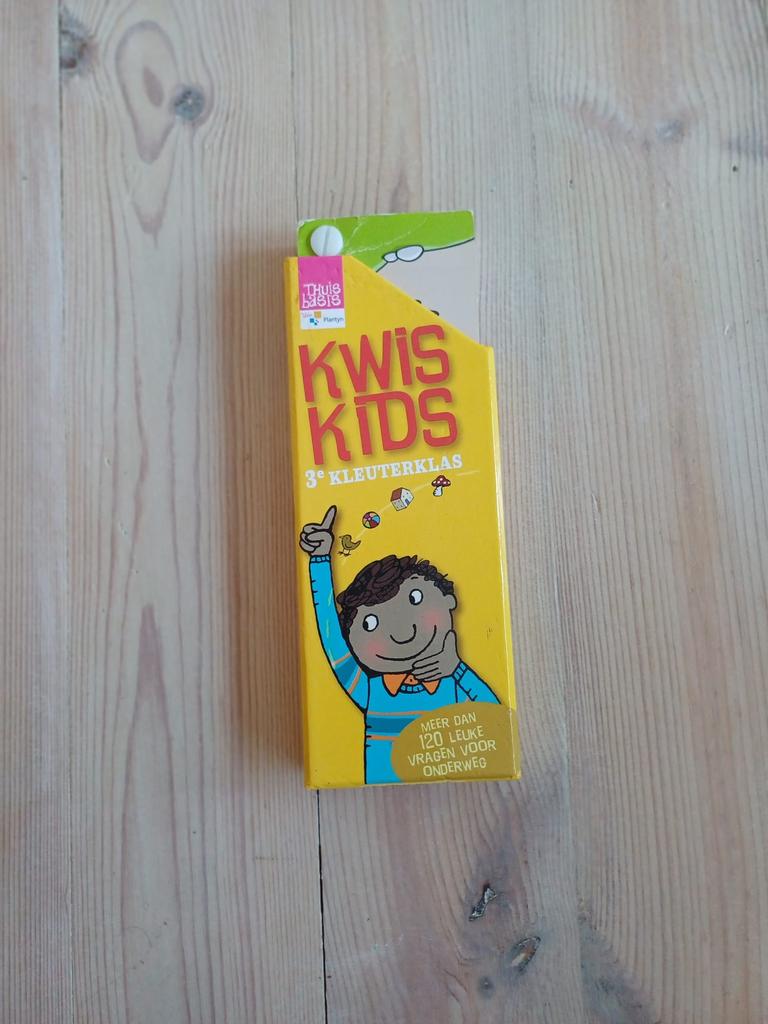 THuis
basis
Plantyn
KWiS
KiDS
3e KLEUTERKLAS
MEER DAN
120 LEUKE
VRAGEN VOOR
ONDERWEG